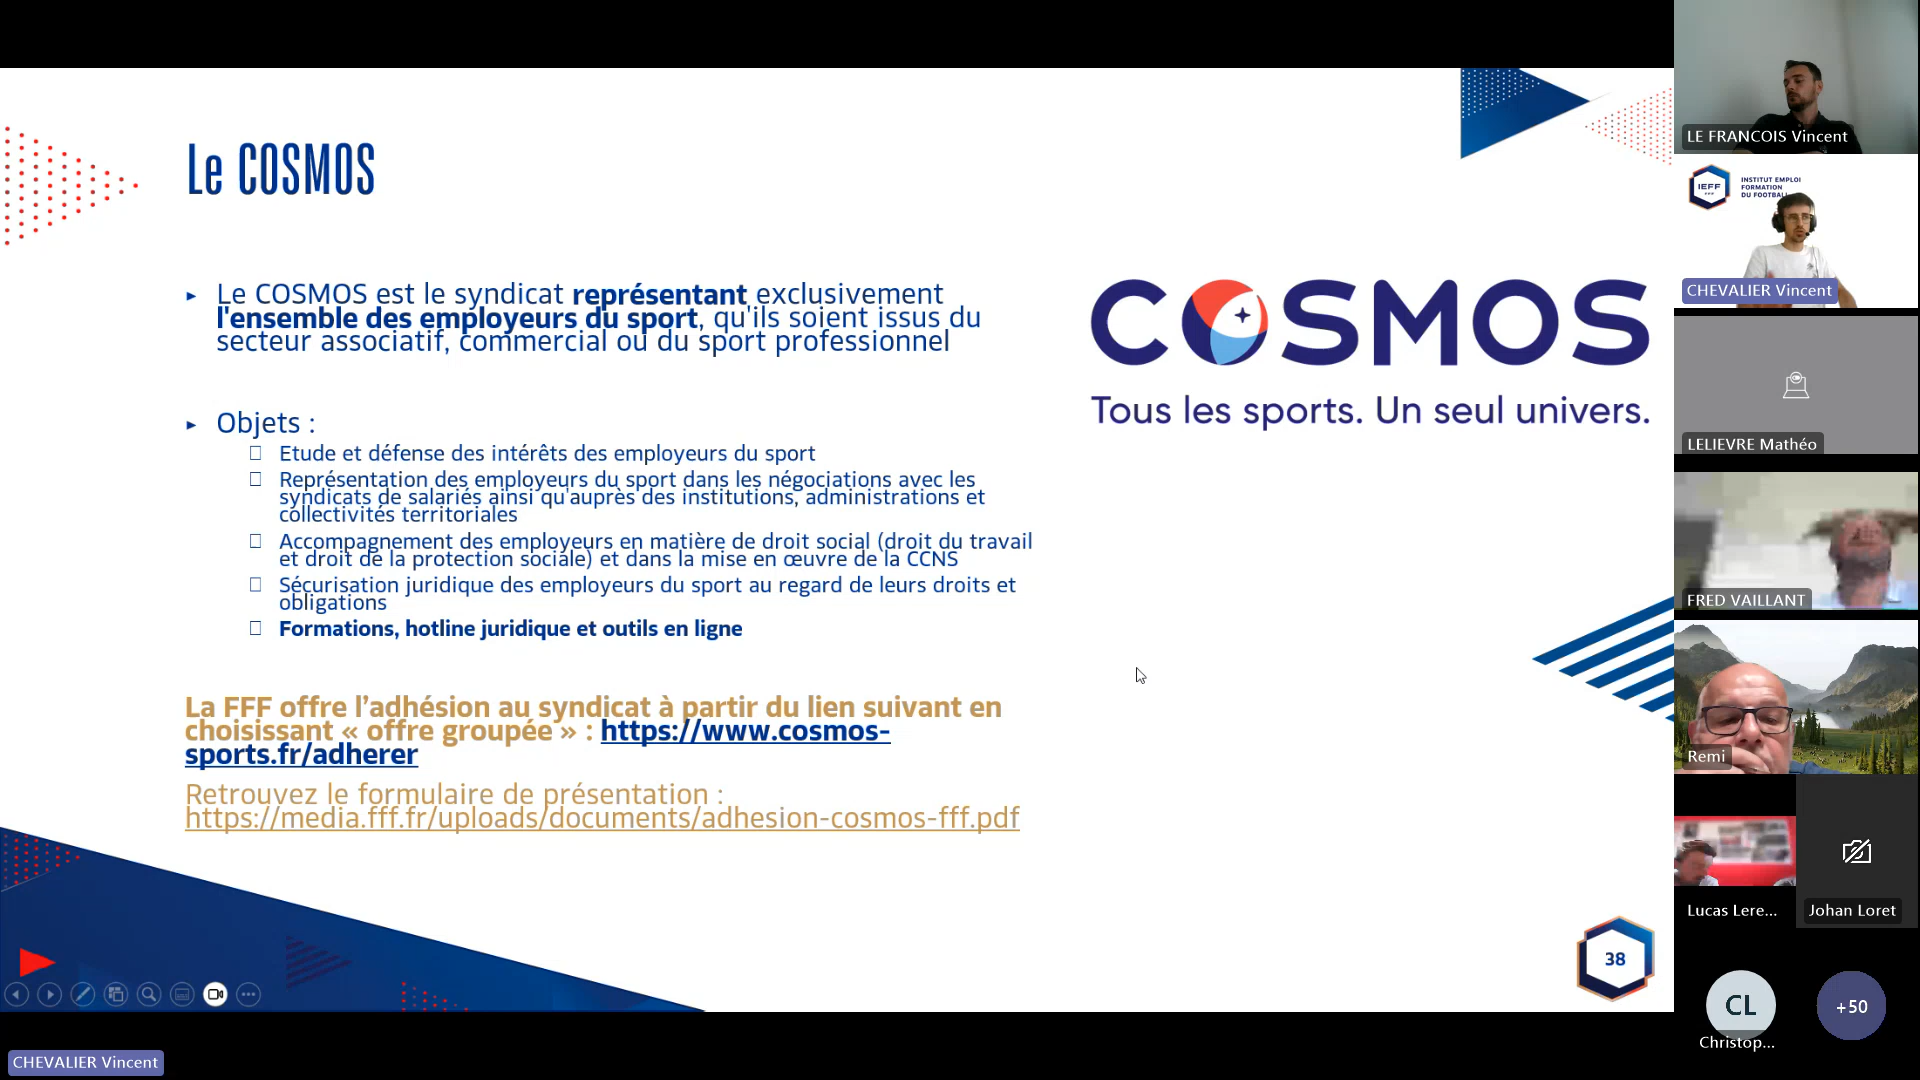 Le COSMOS
Le COSMOS est le syndicat représentant exclusivement
l'ensemble des employeurs du sport, qu'ils soient issus du
secteur associatif, commercial ou du sport professionnel
Objets :
Etude et défense des intérêts des employeurs du sport
Représentation des employeurs du sport dans les négociations avec les
syndicats de salariés ainsi qu'auprès des institutions, administrations et
collectivités territoriales
Accompagnement des employeurs en matière de droit social (droit du travail
et droit de la protection sociale) et dans la mise en œuvre de la CCNS
Sécurisation juridique des employeurs du sport au regard de leurs droits et
obligations
Formations, hotline juridique et outils en ligne
La FFF offre l’adhésion au syndicat à partir du lien suivant en
choisissant « offre groupée » : https://www.cosmos-
sports.fr/adherer
Retrouvez le formulaire de présentation :
https://media.fff.fr/uploads/documents/adhesion-cosmos-fff.pdf
COSMOS
Tous les sports. Un seul univers.
38
CHEVALIER Vincent
LE FRANCOIS Vincent
IEFF
INSTITUT EMPLOI
FORMATION
DU FOOTBALL
CHEVALIER Vincent
LELIEVRE Mathéo
FRED VAILLANT
Remi
Lucas Lere...
Johan Loret
CL
Christop...
+50